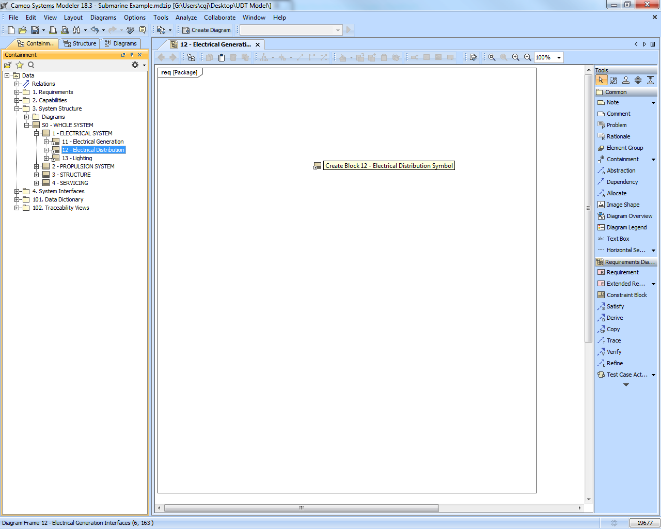 Cameo Systems Modeler 18.3 - Submarine Example.mdzip [G:\Users\cgj\Desktop\UDT Model\]
File Edit View Layout Diagrams Options Tools Analyze Collaborate Window Help
Create Diagram
Containm... Structure Diagrams
12 - Electrical Generati...
Containment
100%
Data
Relations
1. Requirements
2. Capabilities
3. System Structure
Diagrams
S0 - WHOLE SYSTEM
1 - ELECTRICAL SYSTEM
11 - Electrical Generation
12 - Electrical Distribution
13 - Lighting
2 - PROPULSION SYSTEM
3 - STRUCTURE
4 - SERVICING
4. System Interfaces
101. Data Dictionary
102. Traceability Views
req [Package]
Create Block 12 - Electrical Distribution Symbol
Tools
Common
Note
Comment
Problem
Rationale
Element Group
Containment
Abstraction
Dependency
Allocate
Image Shape
Diagram Overview
Diagram Legend
Text Box
Horizontal Se...
Requirements Dia...
Requirement
Extended Re...
Constraint Block
Satisfy
Derive
Copy
Trace
Verify
Refine
Test Case Act...
Diagram Frame 12 - Electrical Generation Interfaces (6, 163 )